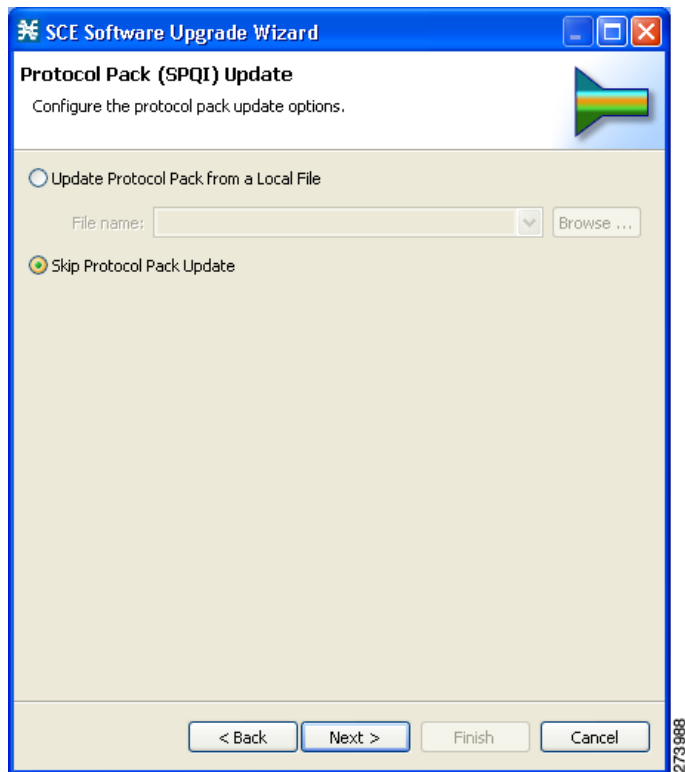 SCE Software Upgrade Wizard
Protocol Pack (SPQI) Update
Configure the protocol pack update options.
Update Protocol Pack from a Local File
File name:
Browse ...
Skip Protocol Pack Update
< Back
Next >
Finish
Cancel
273988